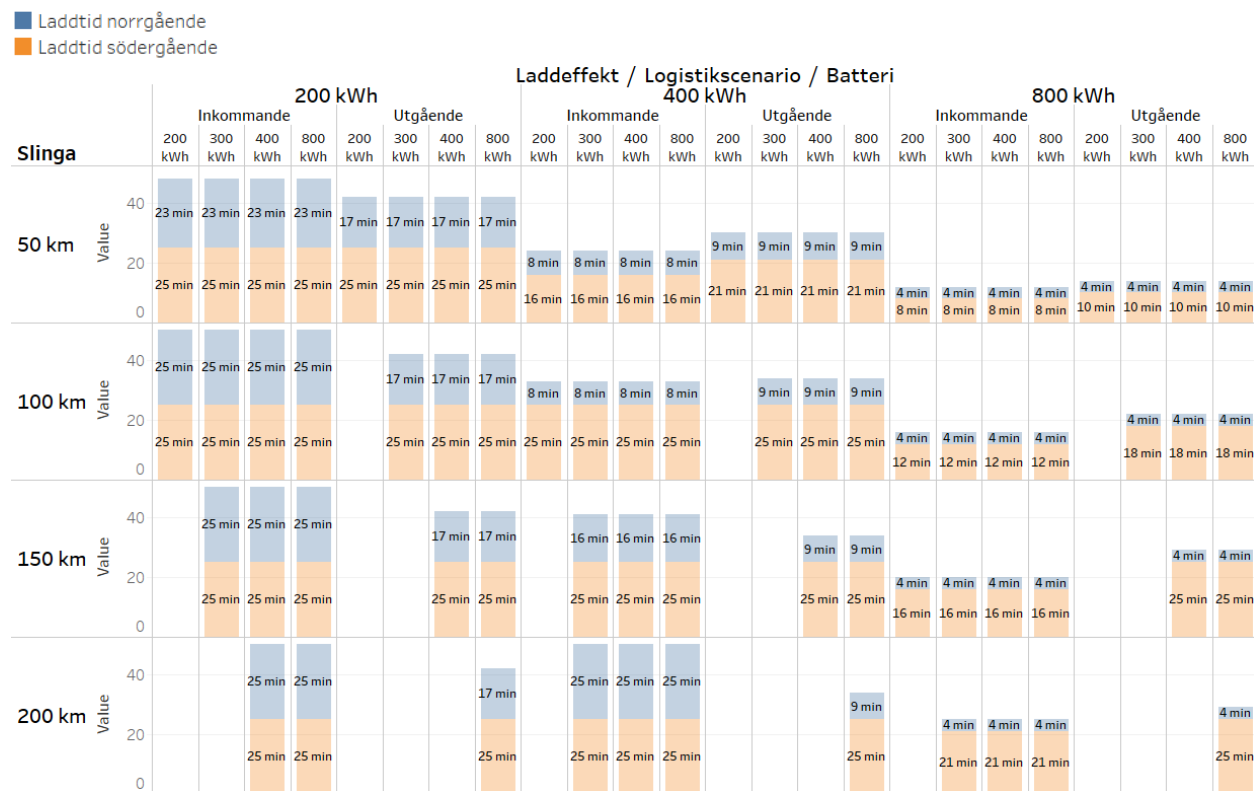 Laddtid norrgående
Laddtid södergående
Laddeffekt / Logistikscenario / Batteri
200 kWh 400 kWh 800 kWh
Inkommande Utgående Inkommande Utgående Inkommande Utgående
Slinga 200 kWh 300 kWh 400 kWh 800 kWh 200 kWh 300 kWh 400 kWh 800 kWh 200 kWh 300 kWh 400 kWh 800 kWh 200 kWh 300 kWh 400 kWh 800 kWh 200 kWh 300 kWh 400 kWh 800 kWh 200 kWh 300 kWh 400 kWh 800 kWh
50 km
Value
40
20
0
23 min 23 min 23 min 23 min 17 min 17 min 17 min 17 min 8 min 8 min 8 min 8 min 9 min 9 min 9 min 9 min 4 min 4 min 4 min 4 min 4 min 4 min 4 min 4 min
25 min 25 min 25 min 25 min 25 min 25 min 25 min 25 min 16 min 16 min 16 min 16 min 21 min 21 min 21 min 21 min 8 min 8 min 8 min 8 min 10 min 10 min 10 min 10 min
100 km
Value
40
20
0
25 min 25 min 25 min 25 min 17 min 17 min 17 min 8 min 8 min 8 min 8 min 9 min 9 min 9 min 4 min 4 min 4 min 4 min 4 min 4 min 4 min
25 min 25 min 25 min 25 min 25 min 25 min 25 min 25 min 25 min 25 min 25 min 25 min 25 min 25 min 12 min 12 min 12 min 12 min 18 min 18 min 18 min
150 km
Value
40
20
0
25 min 25 min 25 min 17 min 17 min 16 min 16 min 16 min 9 min 9 min 4 min 4 min 4 min 4 min 4 min 4 min
25 min 25 min 25 min 25 min 25 min 25 min 25 min 25 min 25 min 25 min 16 min 16 min 16 min 16 min 25 min 25 min
200 km
Value
40
20
0
25 min 25 min 17 min 25 min 25 min 25 min 9 min 4 min 4 min 4 min 4 min
25 min 25 min 25 min 25 min 25 min 25 min 25 min 21 min 21 min 21 min 25 min